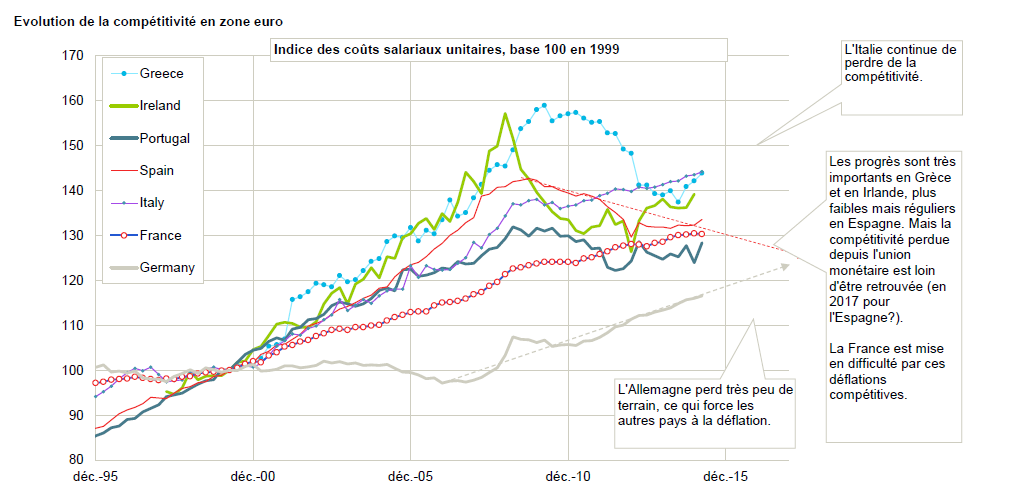 Evolution de la compétitivité en zone euro
Indice des coûts salariaux unitaires, base 100 en 1999
170
160
150
140
130
120
110
100
90
80
déc.-95
déc.-00
déc.-05
déc.-10
déc.-15
Greece
Ireland
Portugal
Spain
Italy
France
Germany
L'Italie continue de
perdre de la
compétitivité.
Les progrès sont très
importants en Grèce
et en Irlande, plus
faibles mais réguliers
en Espagne. Mais la
compétitivité perdue
depuis l'union
monétaire est loin
d'être retrouvée (en
2017 pour
l'Espagne?).
La France est mise
en difficulté par ces
déflations
compétitives.
L'Allemagne perd très peu de
terrain, ce qui force les
autres pays à la déflation.